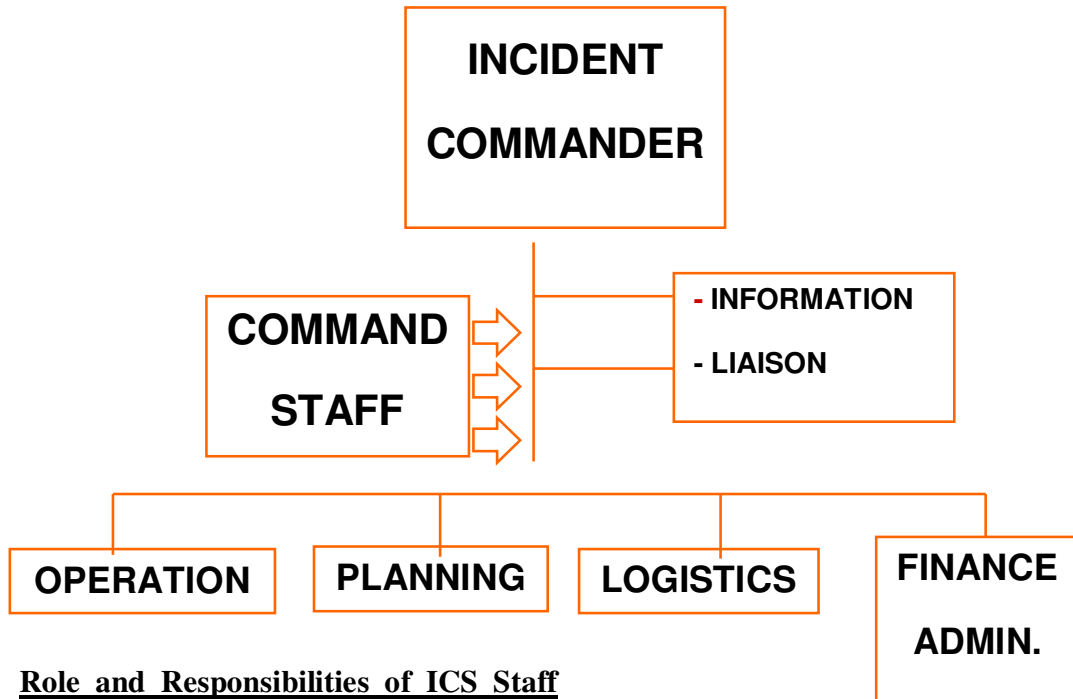 INCIDENT
COMMANDER
COMMAND
STAFF
- INFORMATION
- LIAISON
OPERATION
PLANNING
LOGISTICS
FINANCE
ADMIN.
Role and Responsibilities of ICS Staff